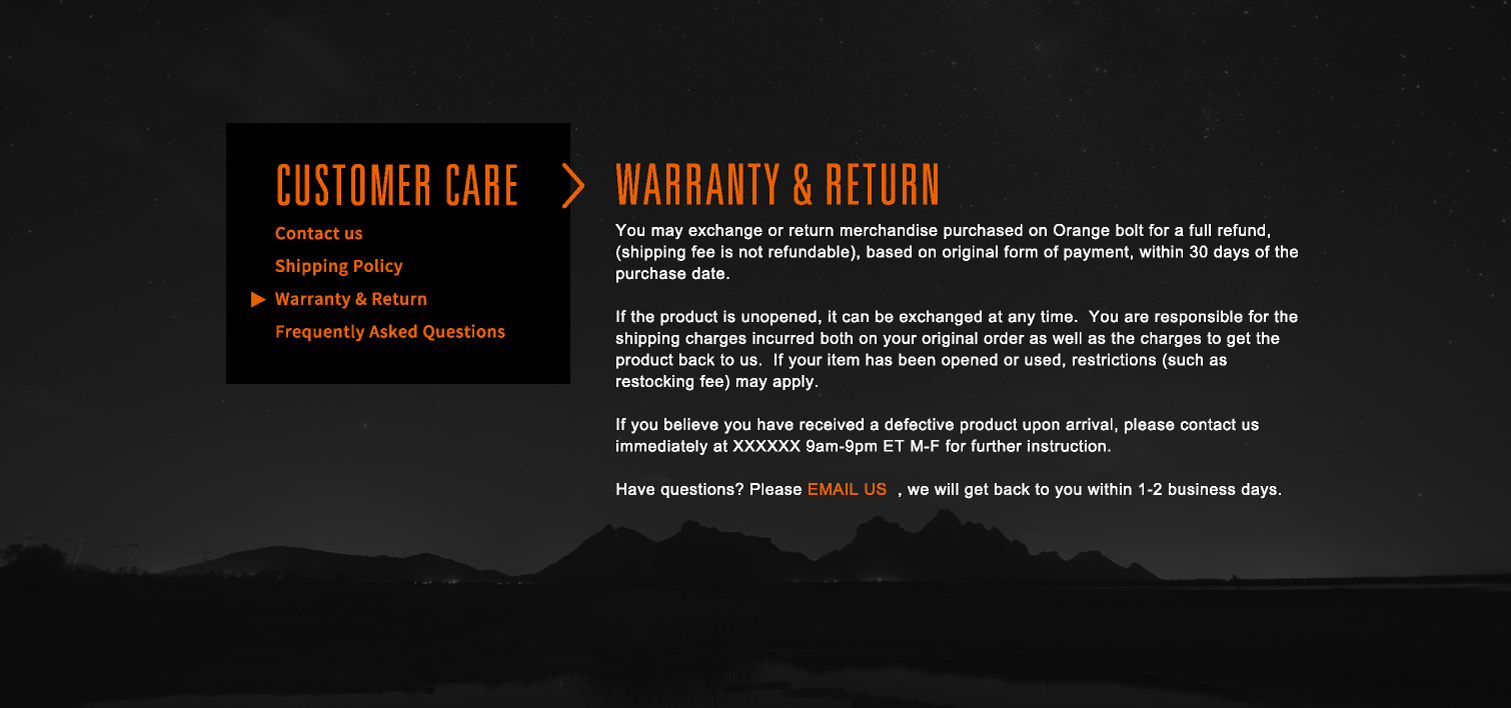 CUSTOMER CARE
Contact us
Shipping Policy
Warranty & Return
Frequently Asked Questions
WARRANTY & RETURN
You may exchange or return merchandise purchased on Orange bolt for a full refund,
(shipping fee is not refundable), based on original form of payment, within 30 days of the
purchase date.
If the product is unopened, it can be exchanged at any time.  You are responsible for the
shipping charges incurred both on your original order as well as the charges to get the
product back to us.  If your item has been opened or used, restrictions (such as
restocking fee) may apply.
If you believe you have received a defective product upon arrival, please contact us
immediately at XXXXXX 9am-9pm ET M-F for further instruction.
Have questions? Please EMAIL US  , we will get back to you within 1-2 business days.